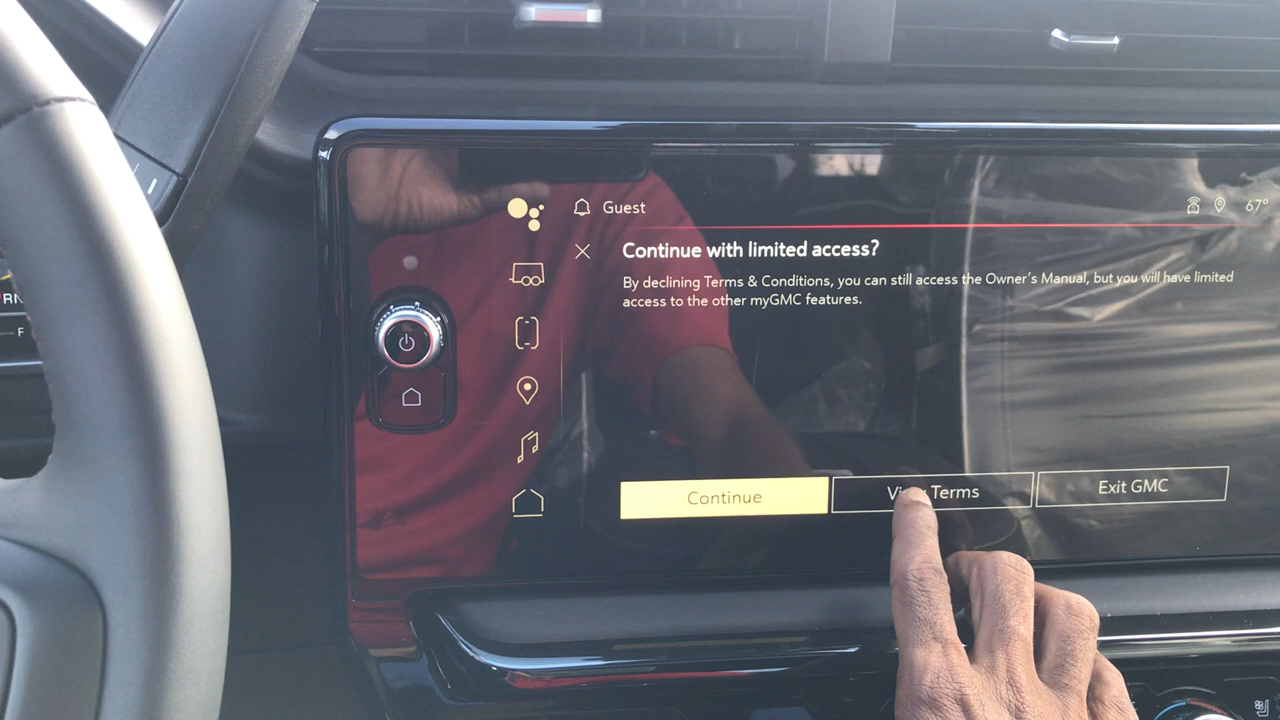 Guest
67°
Continue with limited access?
By declining Terms & Conditions, you can still access the Owner's Manual, but you will have limited
access to the other myGMC features.
Continue
Terms
Exit GMC
F